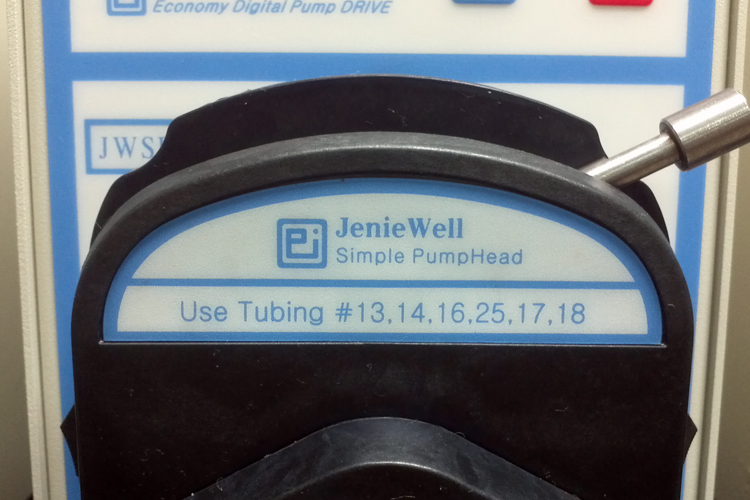 Economy Digital Pump DRIVE
JenieWell
Simple PumpHead
Use Tubing #13,14,16,25,17,18